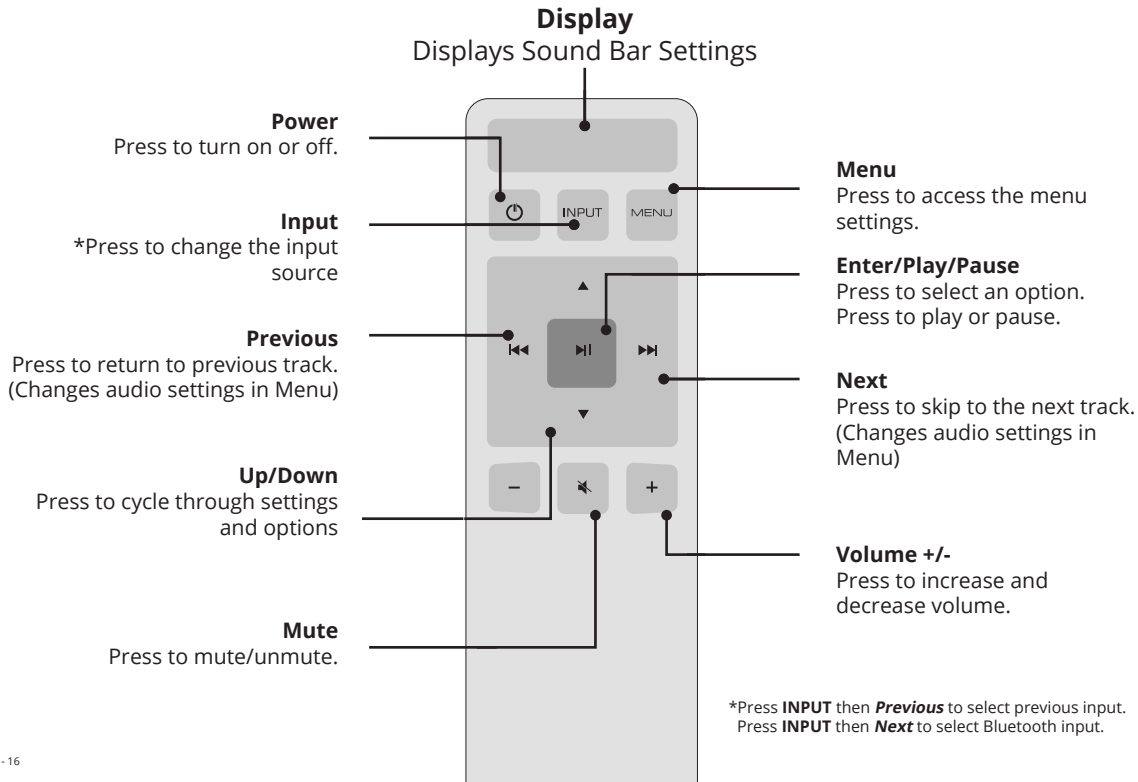 Display
Displays Sound Bar Settings
Power
Press to turn on or off.
Input
*Press to change the input
source
Previous
Press to return to previous track.
(Changes audio settings in Menu)
Up/Down
Press to cycle through settings
and options
Mute
Press to mute/unmute.
INPUT
MENU
Menu
Press to access the menu
settings.
Enter/Play/Pause
Press to select an option.
Press to play or pause.
Next
Press to skip to the next track.
(Changes audio settings in
Menu)
Volume +/-
Press to increase and
decrease volume.
*Press INPUT then Previous to select previous input.
Press INPUT then Next to select Bluetooth input.
- 16